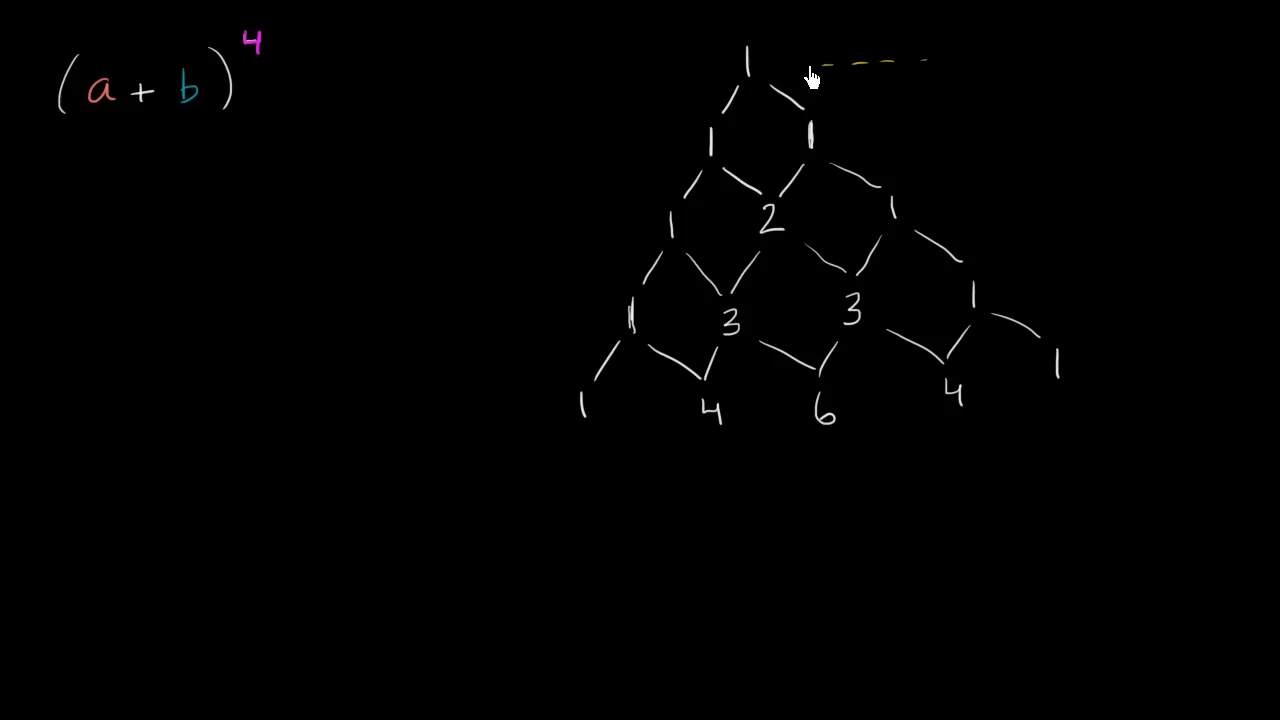 (a + b)^4
1
1 1
1 2 1
1 3 3 1
1 4 6 4 1